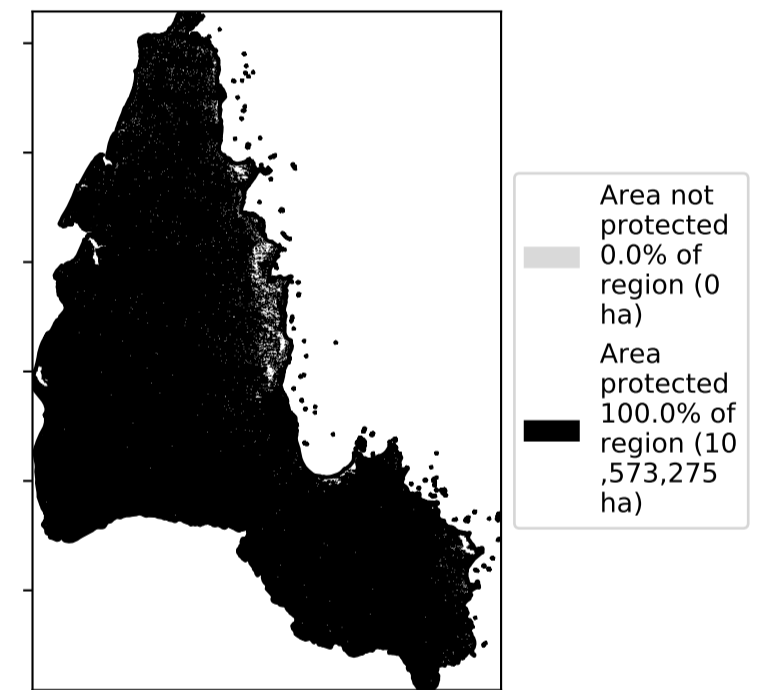 Area not
protected
0.0% of
region (0
ha)
Area
protected
100.0% of
region (10
,573,275
ha)